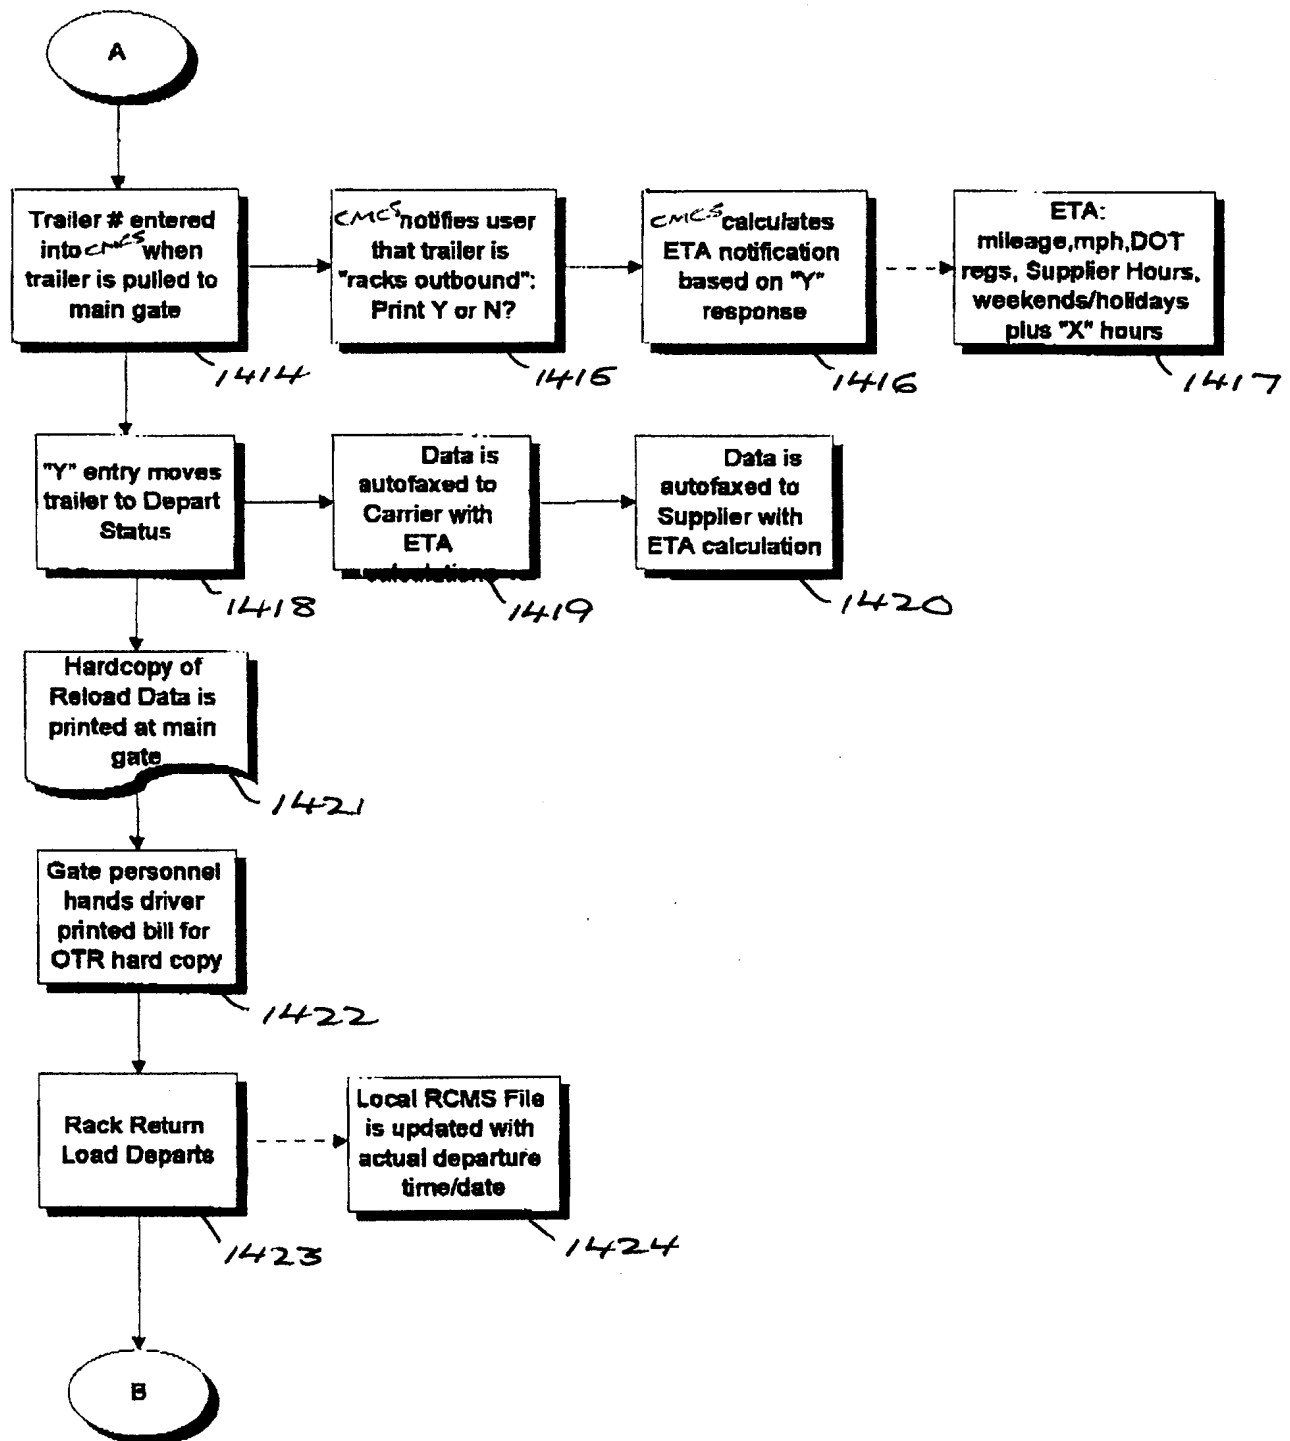 A
Trailer # entered
into CMCS when
trailer is pulled to
main gate
1414
CMCS notifies user
that trailer is
"racks outbound":
Print Y or N?
1415
CMCS calculates
ETA notification
based on "Y"
response
1416
ETA:
mileage,mph,DOT
regs, Supplier Hours,
weekends/holidays
plus "X" hours
1417
"Y" entry moves
trailer to Depart
Status
1418
Data is
autofaxed to
Carrier with
ETA
calculations
1419
Data is
autofaxed to
Supplier with
ETA calculation
1420
Hardcopy of
Reload Data is
printed at main
gate
1421
Gate personnel
hands driver
printed bill for
OTR hard copy
1422
Rack Return
Load Departs
1423
Local RCMS File
is updated with
actual departure
time/date
1424
B